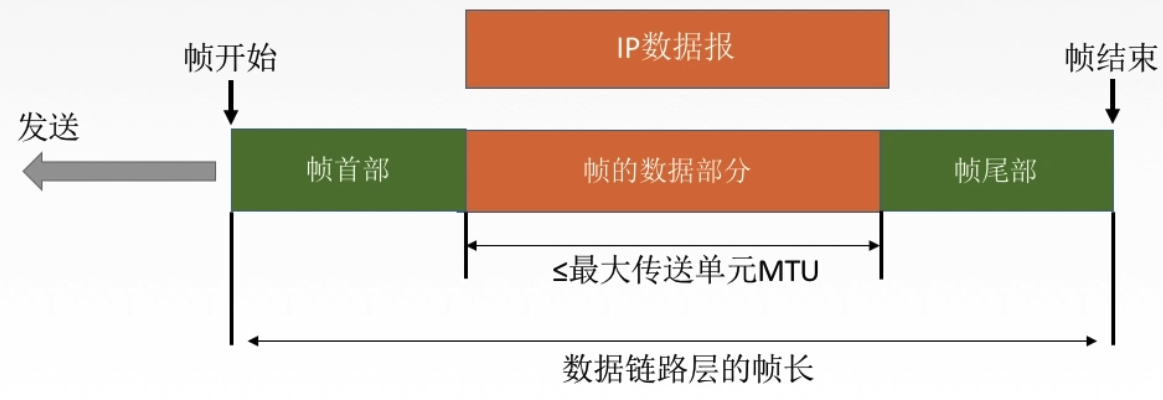 IP数据报
帧开始
帧结束
发送
帧首部
帧的数据部分
帧尾部
≤最大传送单元MTU
数据链路层的帧长